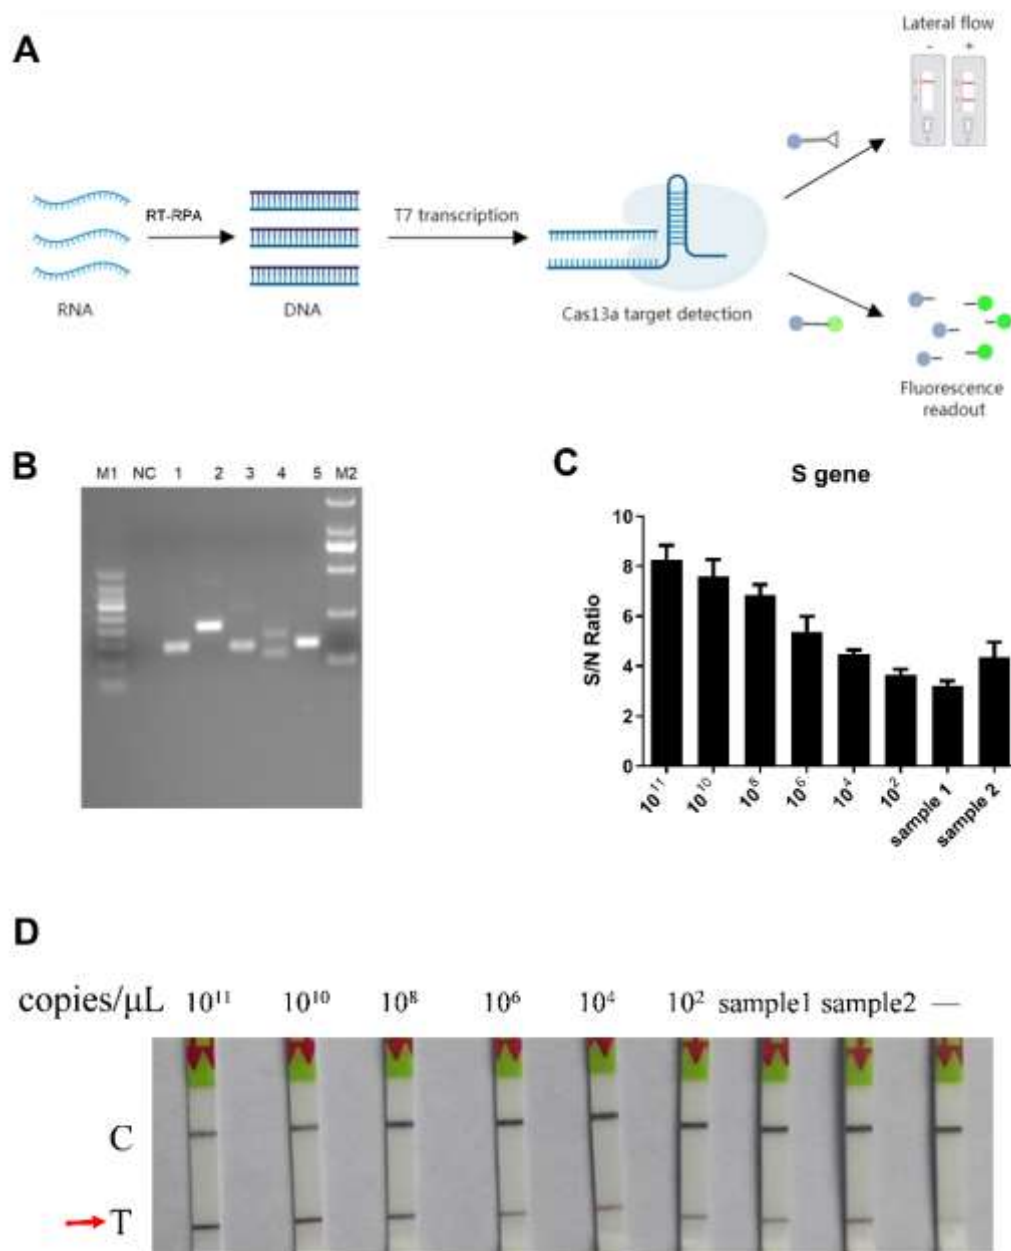 A
Lateral flow
- +
RT-RPA
T7 transcription
RNA
DNA
Cas13a target detection
Fluorescence
readout
B
M1 NC 1 2 3 4 5 M2
C
S gene
S/N Ratio
10
8
6
4
2
0
10¹¹ 10¹⁰ 10⁸ 10⁶ 10⁴ 10² sample 1 sample 2
D
copies/μL 10¹¹ 10¹⁰ 10⁸ 10⁶ 10⁴ 10² sample1 sample2 —
C
T